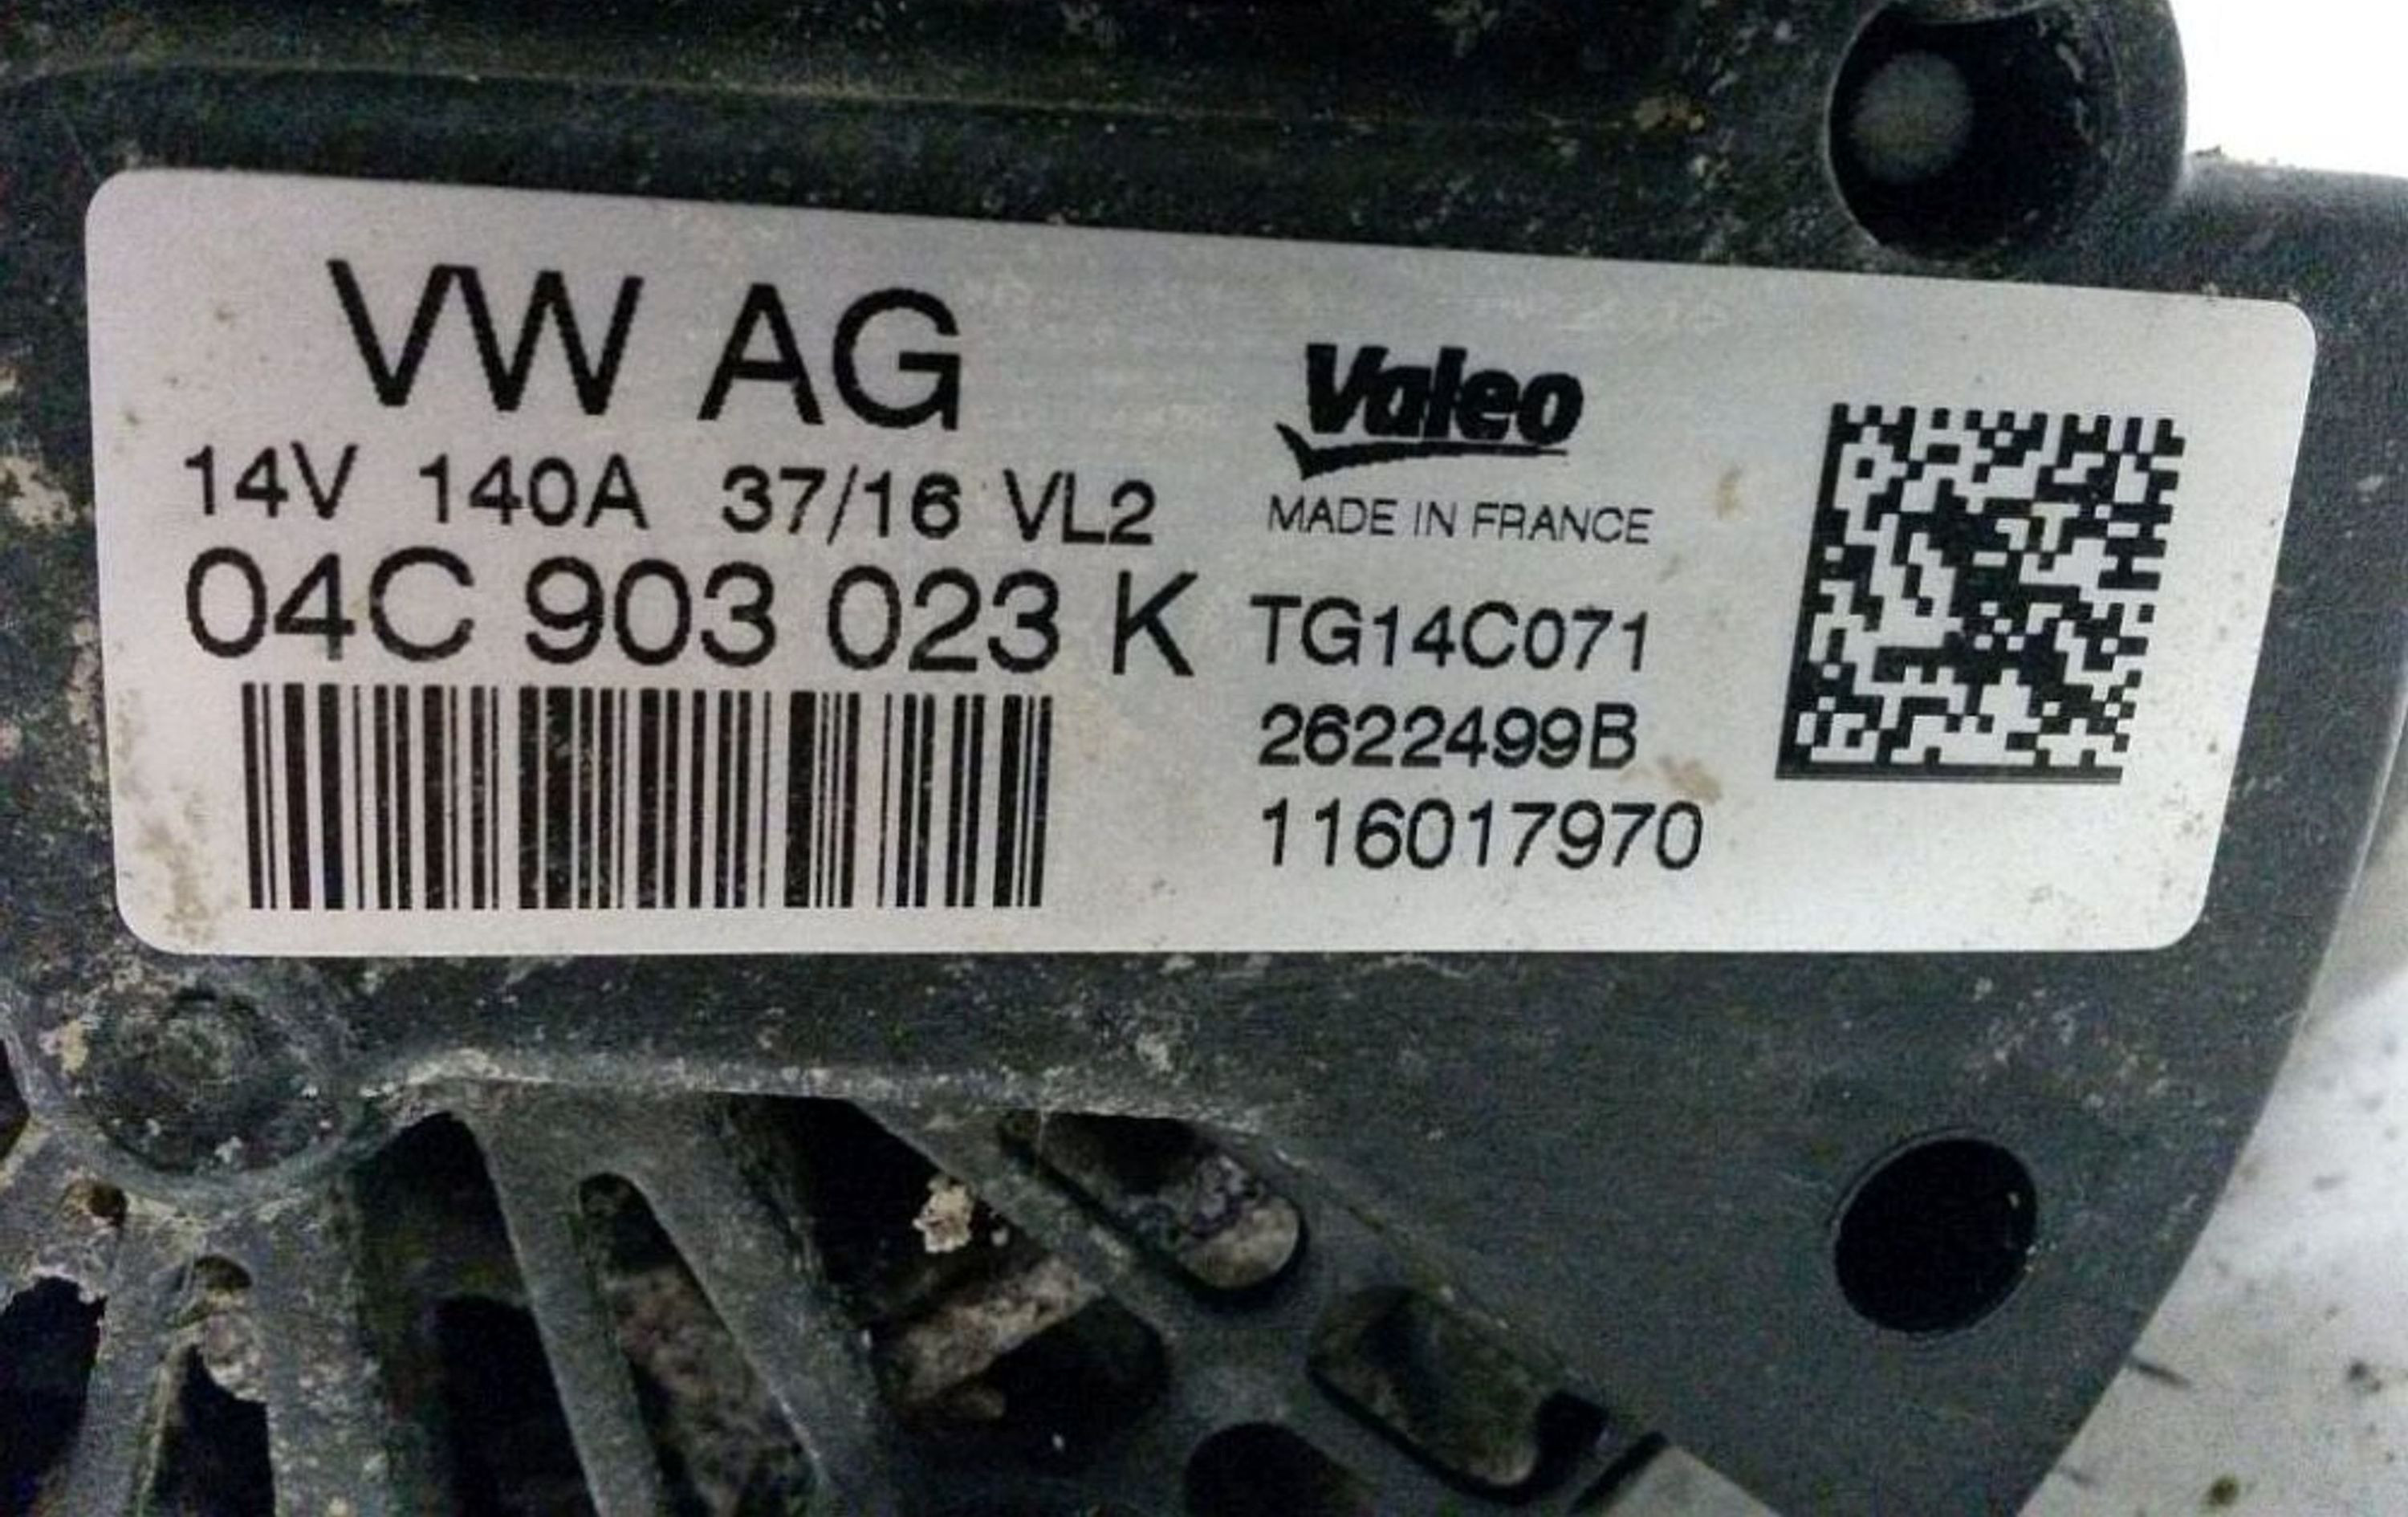 VW AG
14V 140A 37/16 VL2
04C 903 023 K
Valeo
MADE IN FRANCE
TG14C071
2622499B
116017970